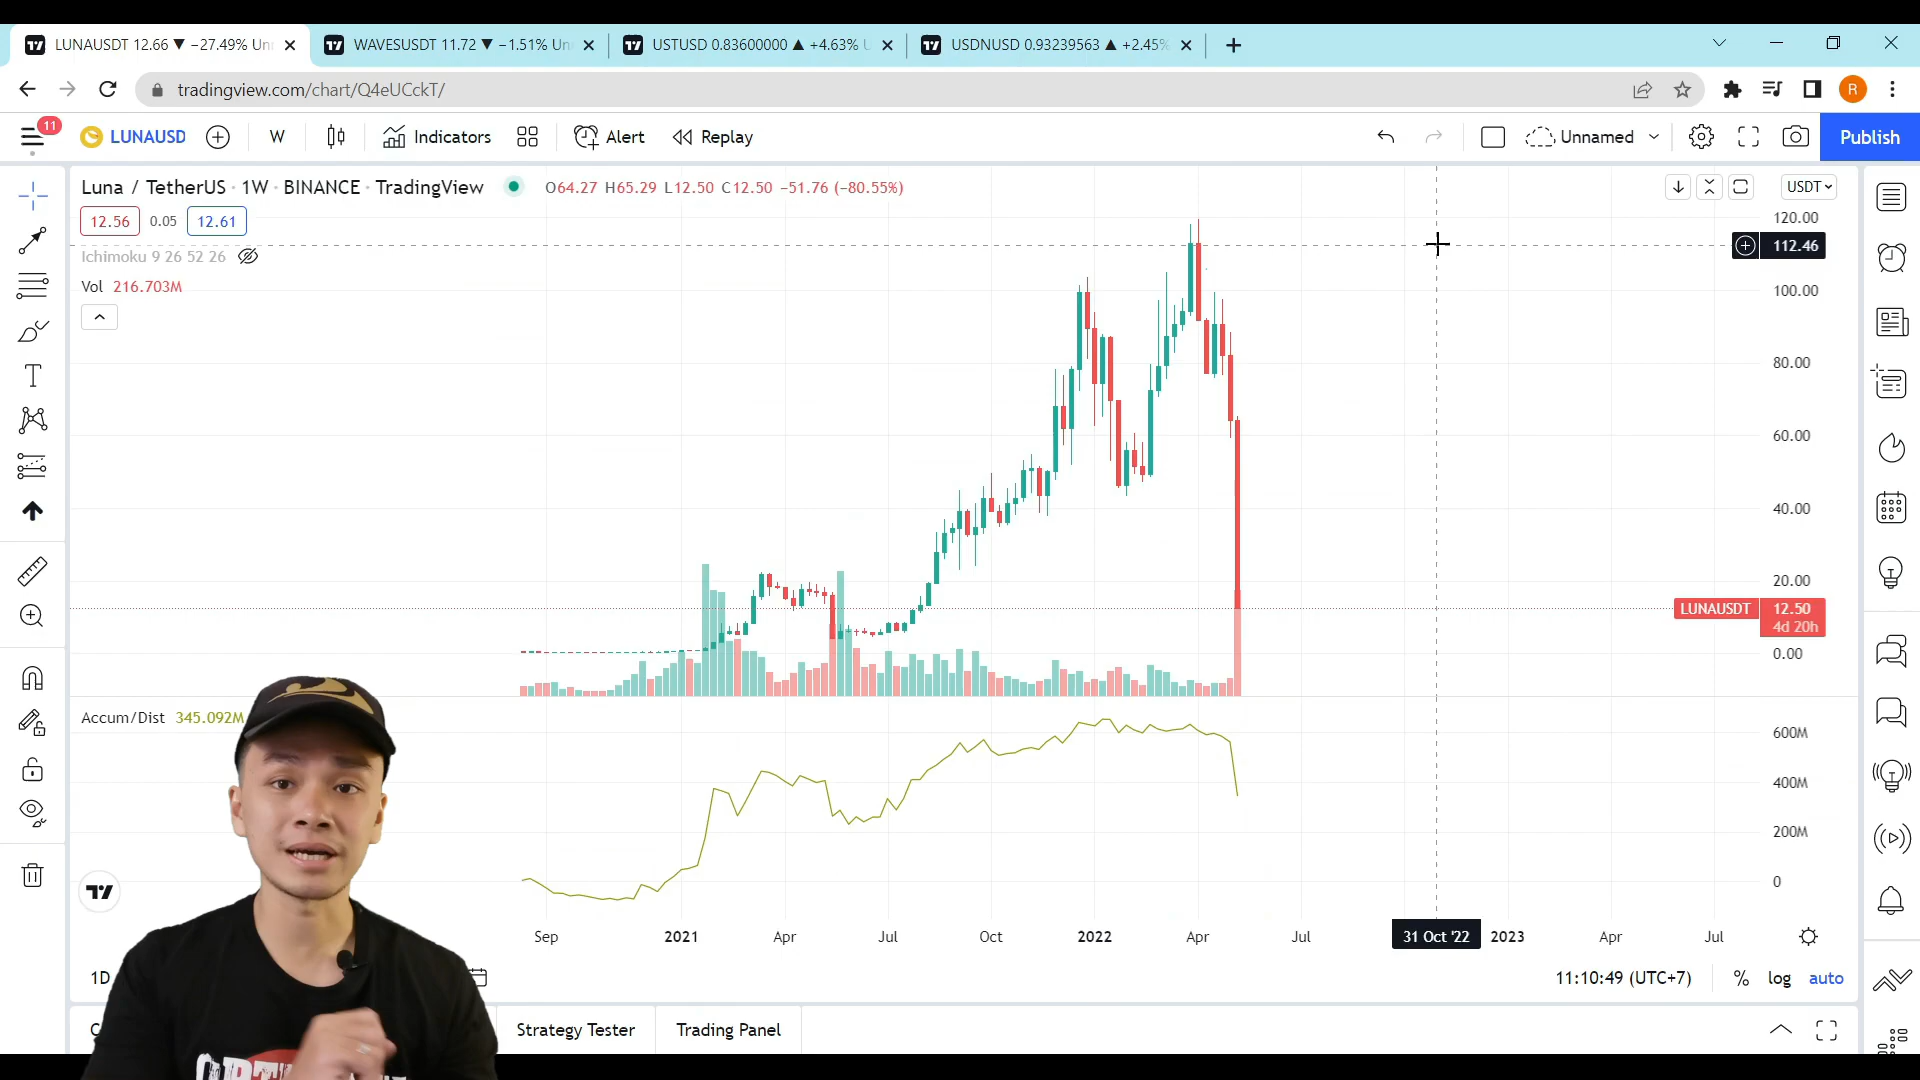 LUNAUSDT 12.66 ▼ −27.49% Un
WAVESUSDT 11.72 ▼ −1.51% Un
USTUSD 0.83600000 ▲ +4.63% U
USDNUSD 0.93239563 ▲ +2.45%
tradingview.com/chart/Q4eUCckT/
R
11
LUNAUSD
W
Indicators
Alert
Replay
Unnamed
Publish
Luna / TetherUS · 1W · BINANCE · TradingView
O64.27 H65.29 L12.50 C12.50 −51.76 (−80.55%)
USDT
12.56 0.05 12.61
Ichimoku 9 26 52 26
Vol 216.703M
120.00
112.46
100.00
80.00
60.00
40.00
20.00
LUNAUSDT 12.50
4d 20h
0.00
Accum/Dist 345.092M
600M
400M
200M
0
Sep 2021 Apr Jul Oct 2022 Apr Jul 31 Oct '22 2023 Apr Jul
1D
11:10:49 (UTC+7) % log auto
Strategy Tester
Trading Panel